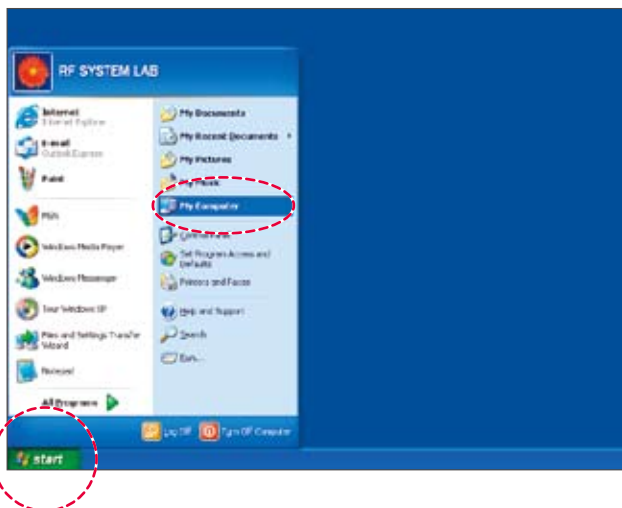 RF SYSTEM LAB
Internet
Internet Explorer
E-mail
Outlook Express
Paint
MSN
Windows Media Player
Windows Messenger
Tour Windows XP
Files and Settings Transfer
Wizard
Notepad
All Programs
My Documents
My Recent Documents
My Pictures
My Music
My Computer
Control Panel
Set Program Access and
Defaults
Printers and Faxes
Help and Support
Search
Run...
Log Off
Turn Off Computer
start